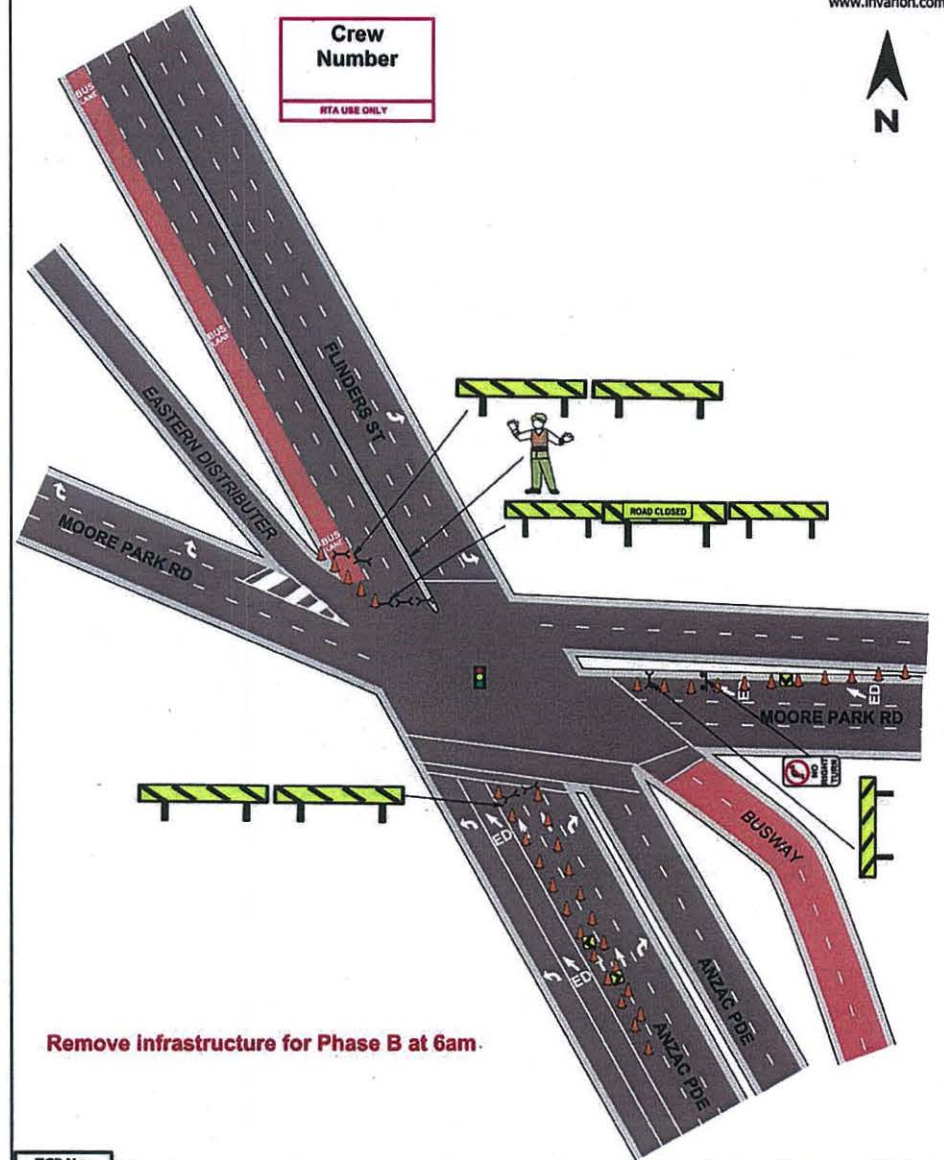 www.invarion.com
Crew
Number
RTA USE ONLY
N
BUS
LANE
BUS
LANE
FLINDERS ST
EASTERN DISTRIBUTER
MOORE PARK RD
BUS
LANE
ROAD CLOSED
ED
ED
MOORE PARK RD
NO
RIGHT
TURN
BUSWAY
ED
ED
ANZAC PDE
ANZAC PDE
Remove infrastructure for Phase B at 6am